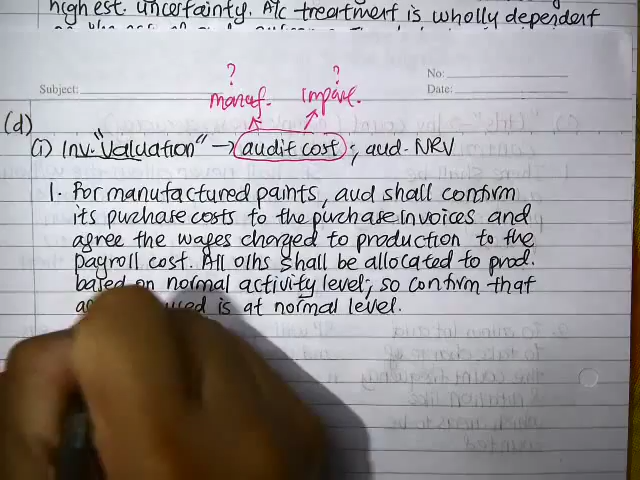 highest. uncertainty. A/c treatment is wholly dependent
Subject:
No:
Date:
? ?
manuf. import.
(d)
(i) Inv. "Valuation" → audit cost; aud. NRV
1. For manufactured paints, aud shall confirm
its purchase costs to the purchase invoices and
agree the wages charged to production to the
payroll cost. All o/hs shall be allocated to prod.
based on normal activity level; so confirm that
used is at normal level.